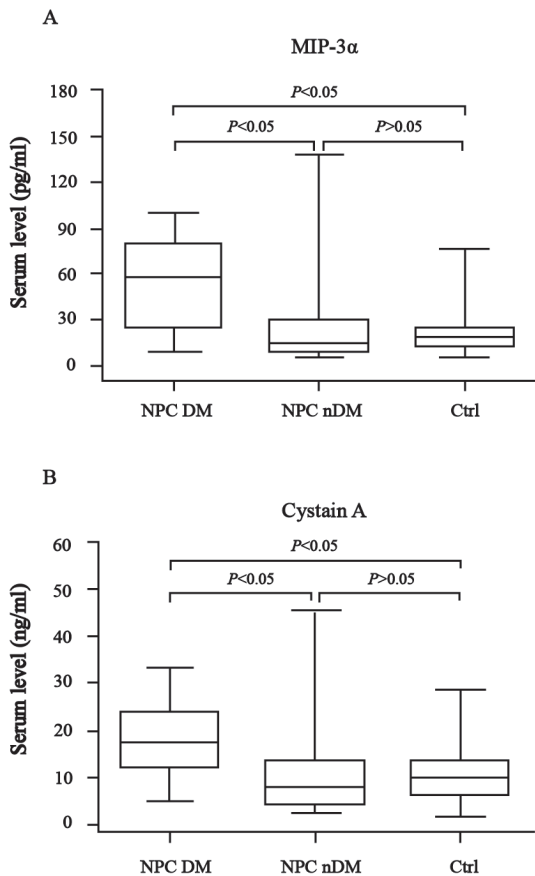 A
MIP-3α
180
150
120
90
60
30
0
Serum level (pg/ml)
P<0.05
P<0.05
P>0.05
NPC DM
NPC nDM
Ctrl
B
Cystain A
60
50
40
30
20
10
0
Serum level (ng/ml)
P<0.05
P<0.05
P>0.05
NPC DM
NPC nDM
Ctrl